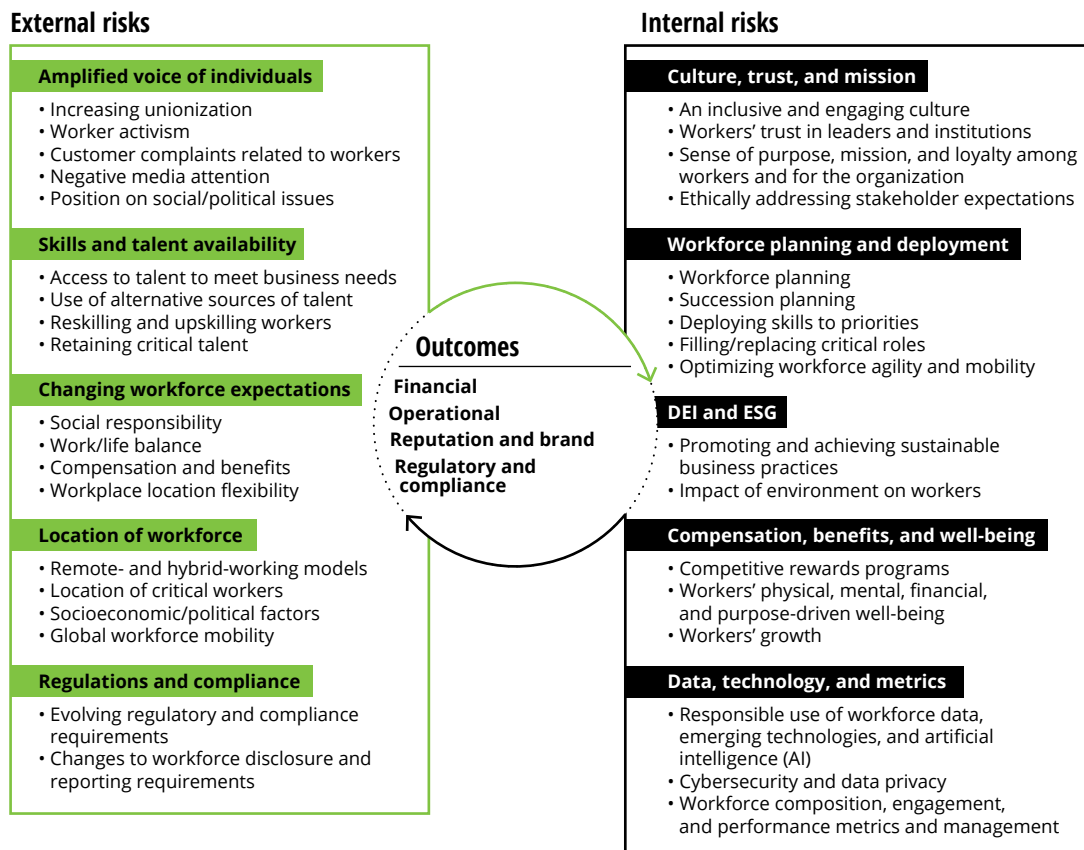 External risks
Amplified voice of individuals
• Increasing unionization
• Worker activism
• Customer complaints related to workers
• Negative media attention
• Position on social/political issues
Skills and talent availability
• Access to talent to meet business needs
• Use of alternative sources of talent
• Reskilling and upskilling workers
• Retaining critical talent
Changing workforce expectations
• Social responsibility
• Work/life balance
• Compensation and benefits
• Workplace location flexibility
Location of workforce
• Remote- and hybrid-working models
• Location of critical workers
• Socioeconomic/political factors
• Global workforce mobility
Regulations and compliance
• Evolving regulatory and compliance
requirements
• Changes to workforce disclosure and
reporting requirements
Outcomes
Financial
Operational
Reputation and brand
Regulatory and
compliance
Internal risks
Culture, trust, and mission
• An inclusive and engaging culture
• Workers’ trust in leaders and institutions
• Sense of purpose, mission, and loyalty among
workers and for the organization
• Ethically addressing stakeholder expectations
Workforce planning and deployment
• Workforce planning
• Succession planning
• Deploying skills to priorities
• Filling/replacing critical roles
• Optimizing workforce agility and mobility
DEI and ESG
• Promoting and achieving sustainable
business practices
• Impact of environment on workers
Compensation, benefits, and well-being
• Competitive rewards programs
• Workers’ physical, mental, financial,
and purpose-driven well-being
• Workers’ growth
Data, technology, and metrics
• Responsible use of workforce data,
emerging technologies, and artificial
intelligence (AI)
• Cybersecurity and data privacy
• Workforce composition, engagement,
and performance metrics and management